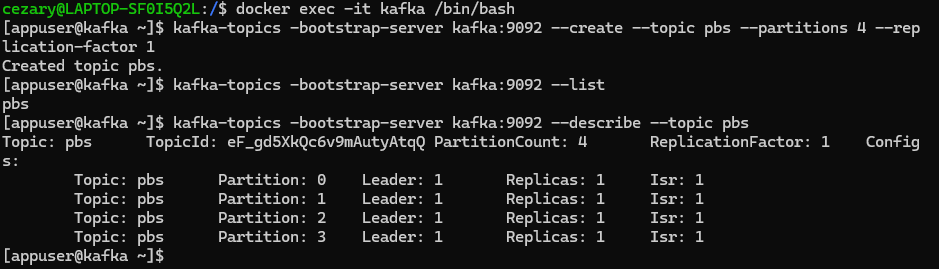 cezary@LAPTOP-SF0I5Q2L:/$ docker exec -it kafka /bin/bash
[appuser@kafka ~]$ kafka-topics -bootstrap-server kafka:9092 --create --topic pbs --partitions 4 --rep
lication-factor 1
Created topic pbs.
[appuser@kafka ~]$ kafka-topics -bootstrap-server kafka:9092 --list
pbs
[appuser@kafka ~]$ kafka-topics -bootstrap-server kafka:9092 --describe --topic pbs
Topic: pbs      TopicId: eF_gd5XkQc6v9mAutyAtqQ PartitionCount: 4       ReplicationFactor: 1    Config
s:
        Topic: pbs      Partition: 0    Leader: 1       Replicas: 1     Isr: 1
        Topic: pbs      Partition: 1    Leader: 1       Replicas: 1     Isr: 1
        Topic: pbs      Partition: 2    Leader: 1       Replicas: 1     Isr: 1
        Topic: pbs      Partition: 3    Leader: 1       Replicas: 1     Isr: 1
[appuser@kafka ~]$